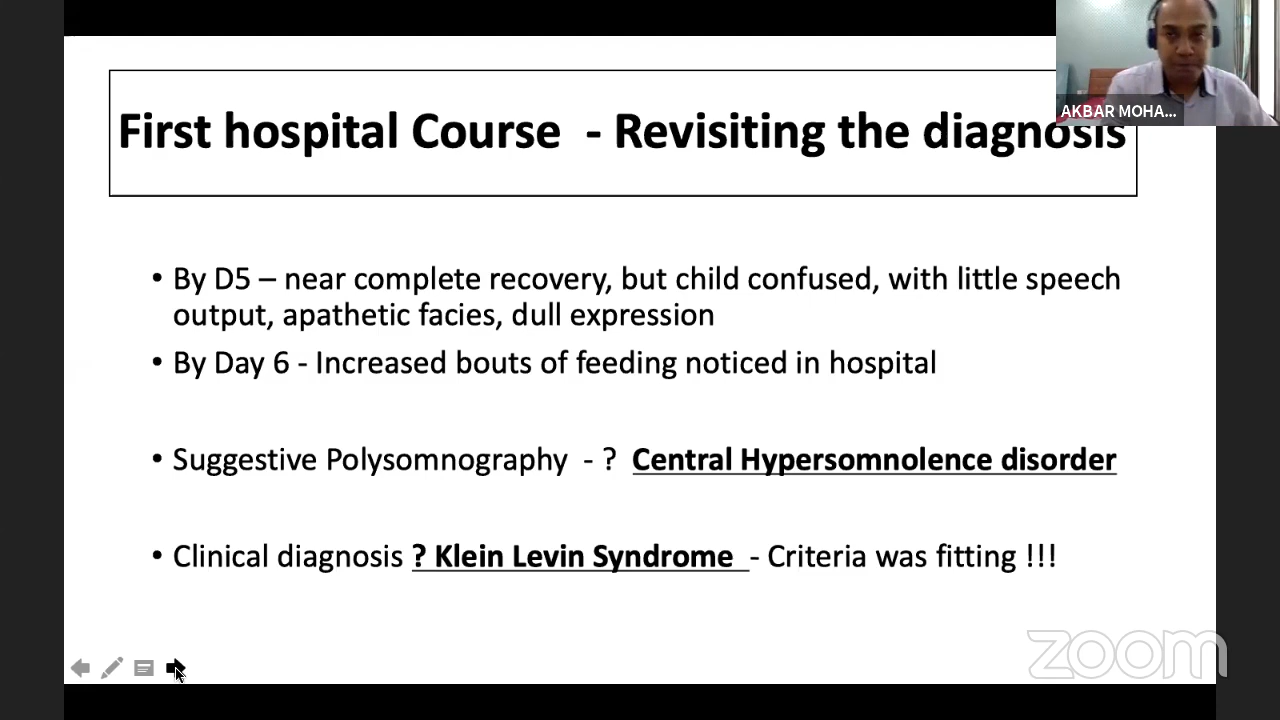 AKBAR MOHA...
First hospital Course - Revisiting the diagnosis
• By D5 – near complete recovery, but child confused, with little speech
output, apathetic facies, dull expression
• By Day 6 - Increased bouts of feeding noticed in hospital
• Suggestive Polysomnography - ? Central Hypersomnolence disorder
• Clinical diagnosis ? Klein Levin Syndrome - Criteria was fitting !!!
zoom